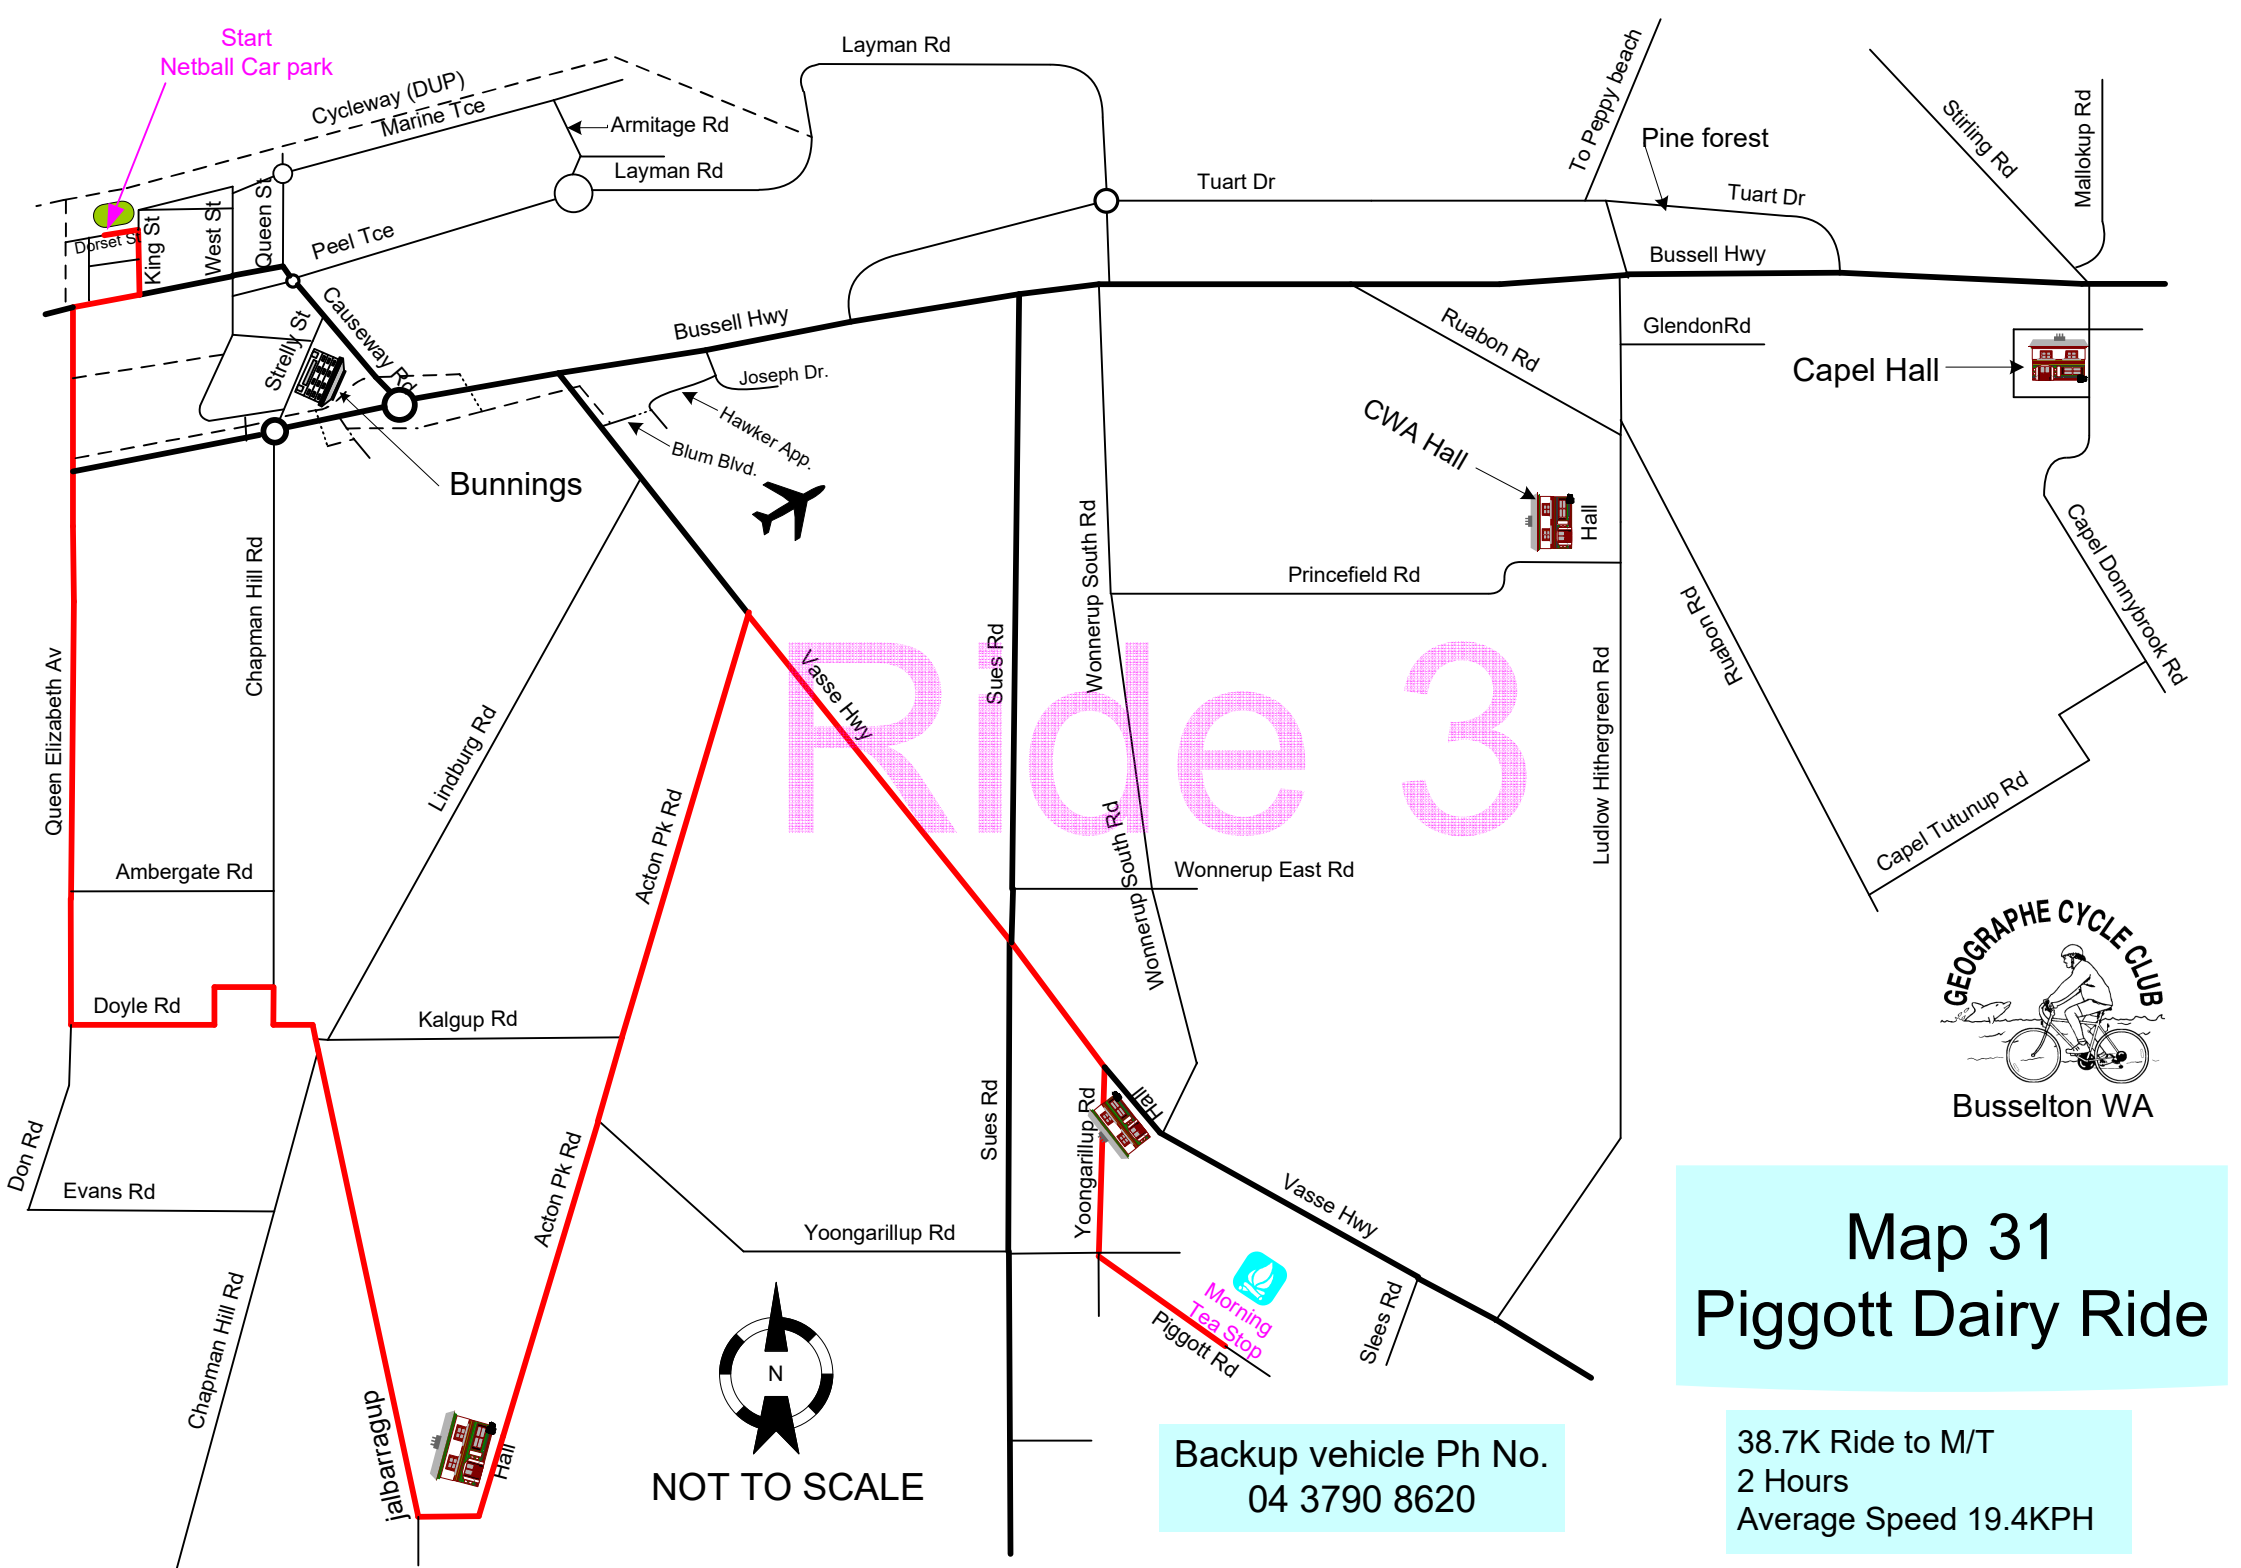 Start
Netball Car park
Cycleway (DUP)
Marine Tce
Armitage Rd
Layman Rd
Layman Rd
To Peppy beach
Pine forest
Stirling Rd
Mallokup Rd
Tuart Dr
Tuart Dr
Dorset St
King St
West St
Queen St
Peel Tce
Bussell Hwy
Causeway Rd
Strelly St
Bussell Hwy
Joseph Dr.
Hawker App.
Blum Blvd.
Ruabon Rd
GlendonRd
Capel Hall
CWA Hall
Hall
Bunnings
Chapman Hill Rd
Queen Elizabeth Av
Lindburg Rd
Acton Pk Rd
Vasse Hwy
Sues Rd
Wonnerup South Rd
Princefield Rd
Ruabon Rd
Capel Donnybrook Rd
Ludlow Hithergreen Rd
Ride 3
Capel Tutunup Rd
Ambergate Rd
Wonnerup South Rd
Wonnerup East Rd
Doyle Rd
Kalgup Rd
GEOGRAPHE CYCLE CLUB
Busselton WA
Don Rd
Evans Rd
Acton Pk Rd
Sues Rd
Yoongarillup Rd
Hall
Yoongarillup Rd
Vasse Hwy
Slees Rd
Morning
Tea Stop
Piggott Rd
Chapman Hill Rd
jalbarragup
Hall
N
NOT TO SCALE
Map 31
Piggott Dairy Ride
Backup vehicle Ph No.
04 3790 8620
38.7K Ride to M/T
2 Hours
Average Speed 19.4KPH